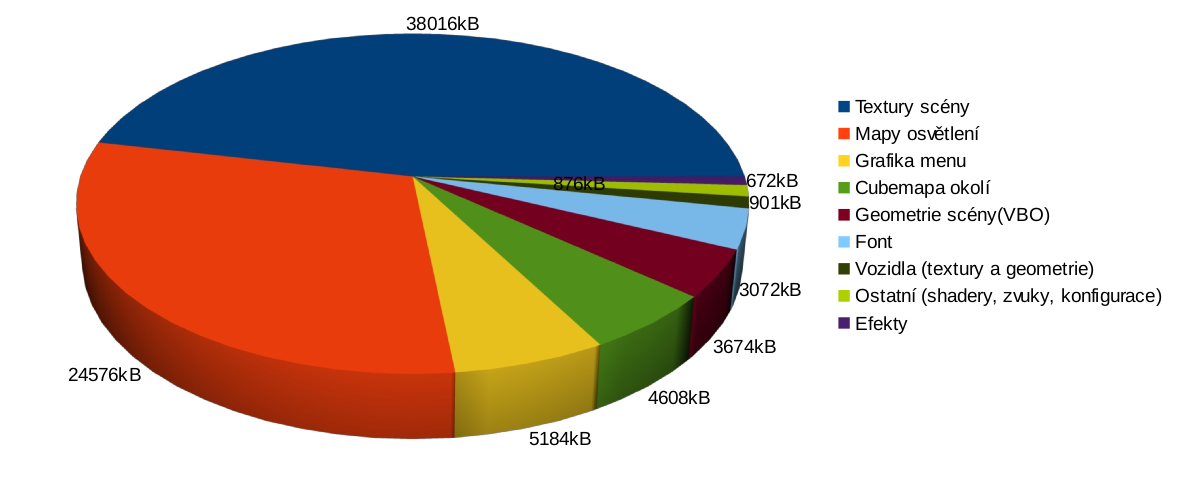 38016kB
Textury scény
Mapy osvětlení
Grafika menu
Cubemapa okolí
Geometrie scény(VBO)
Font
Vozidla (textury a geometrie)
Ostatní (shadery, zvuky, konfigurace)
Efekty
672kB
876kB
901kB
3072kB
3674kB
4608kB
5184kB
24576kB